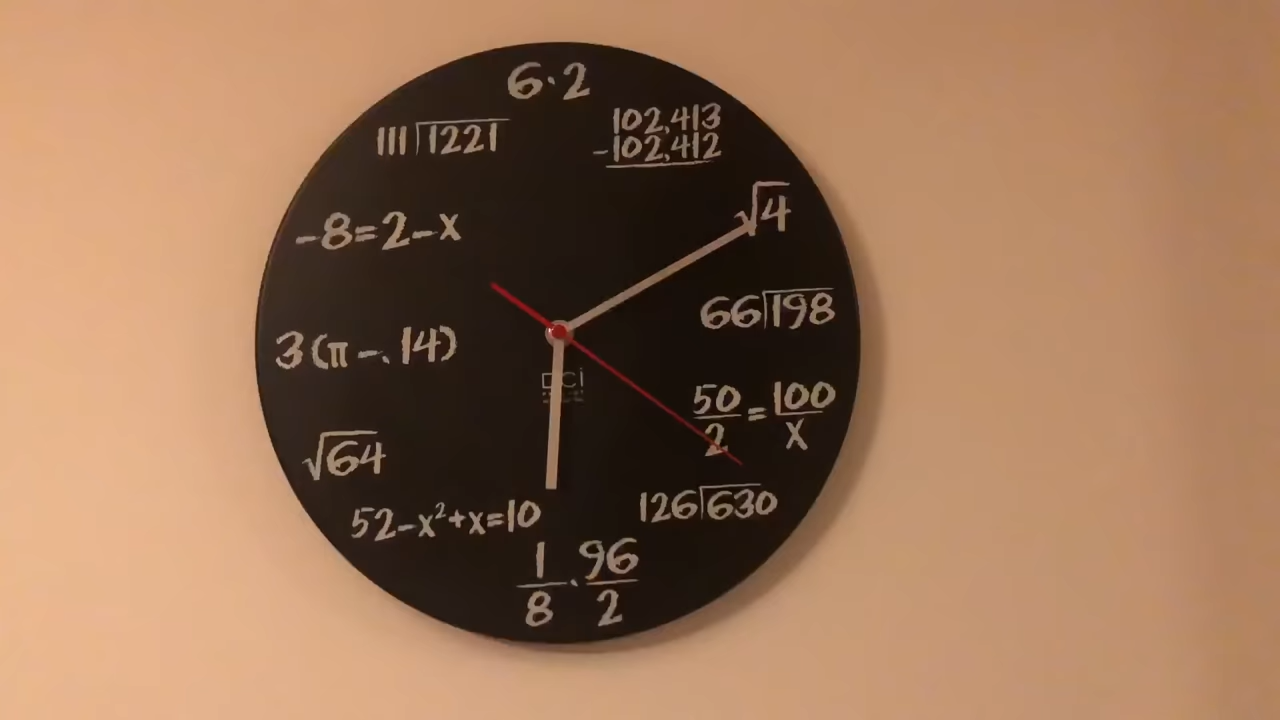 6·2
111⟌1221
102,413
-102,412
√4
-8=2-x
66⟌198
3(π-.14)
50/2=100/x
√64
126⟌630
52-x²+x=10
1/8·96/2
DCI